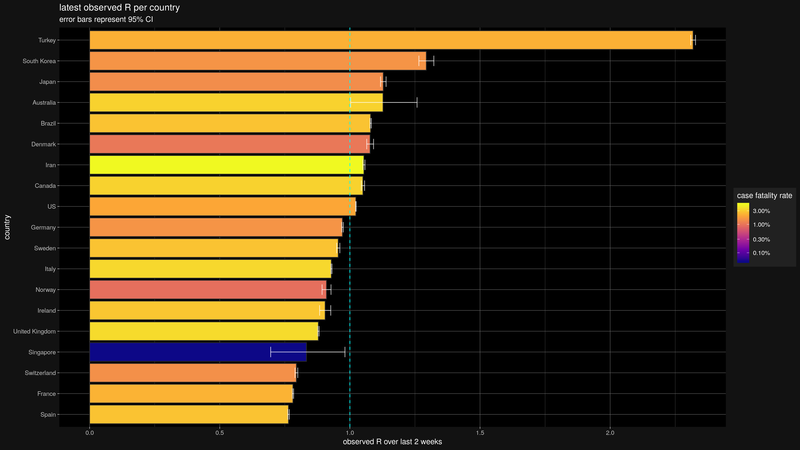 latest observed R per country
error bars represent 95% CI
Turkey
South Korea
Japan
Australia
Brazil
Denmark
Iran
Canada
US
Germany
Sweden
Italy
Norway
Ireland
United Kingdom
Singapore
Switzerland
France
Spain
country
0.0
0.5
1.0
1.5
2.0
observed R over last 2 weeks
case fatality rate
3.00%
1.00%
0.30%
0.10%